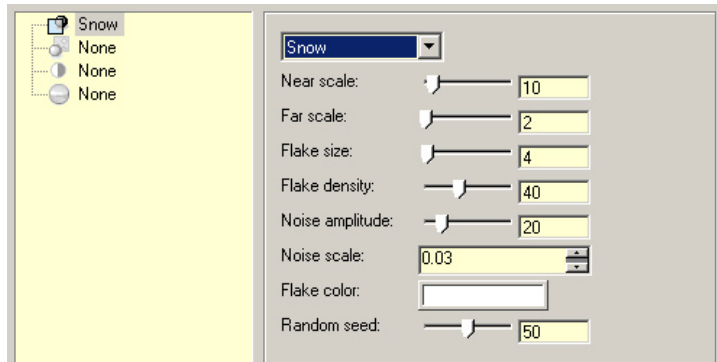 Snow
None
None
None
Snow
Near scale: 10
Far scale: 2
Flake size: 4
Flake density: 40
Noise amplitude: 20
Noise scale: 0.03
Flake color:
Random seed: 50